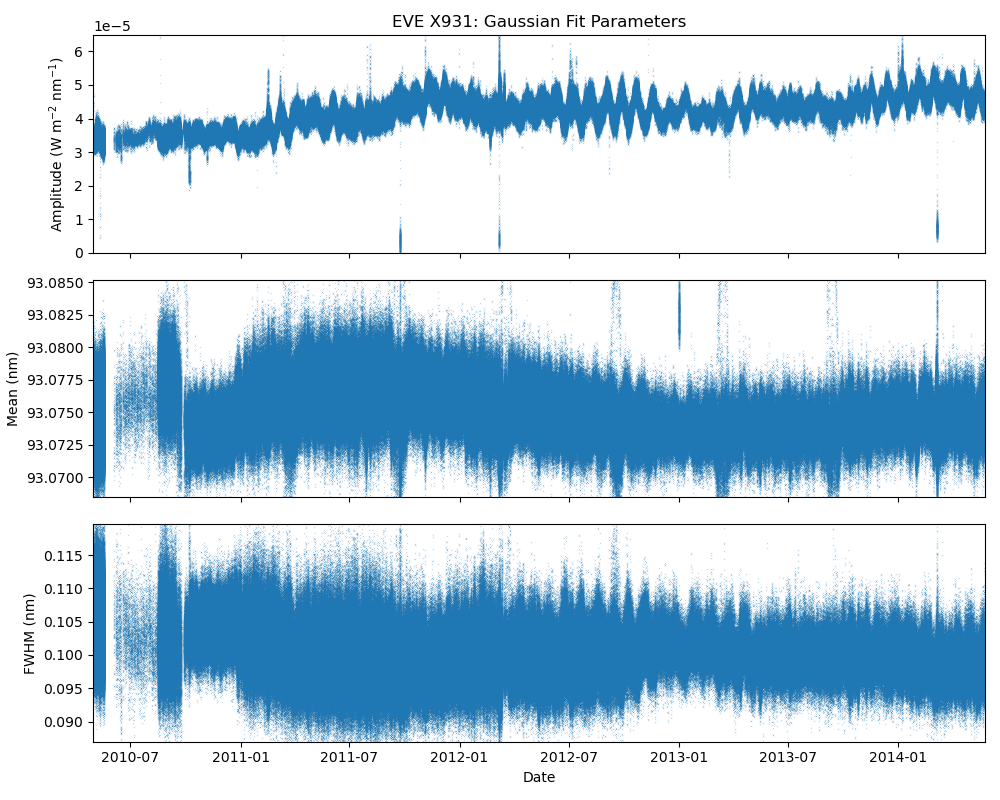 EVE X931: Gaussian Fit Parameters
1e−5
6
5
4
3
2
1
0
Amplitude (W m⁻² nm⁻¹)
93.0850
93.0825
93.0800
93.0775
93.0750
93.0725
93.0700
Mean (nm)
0.115
0.110
0.105
0.100
0.095
0.090
FWHM (nm)
2010-07 2011-01 2011-07 2012-01 2012-07 2013-01 2013-07 2014-01
Date